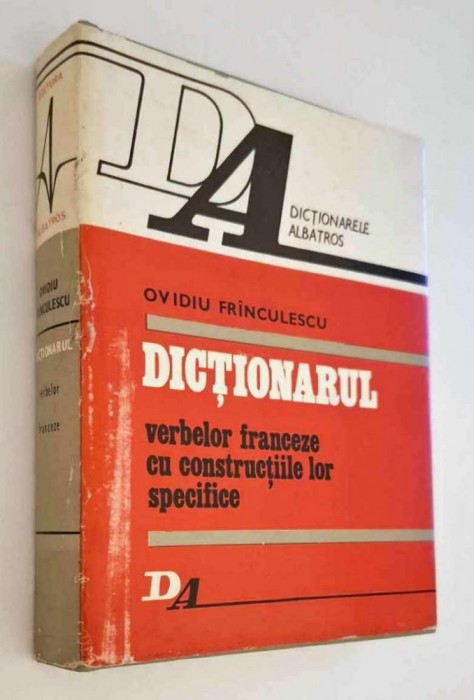 EDITURA
ALBATROS
OVIDIU
FRÎNCULESCU
DICȚIONARUL
verbelor
franceze
DA
DICȚIONARELE
ALBATROS
OVIDIU FRÎNCULESCU
DICȚIONARUL
verbelor franceze
cu construcțiile lor
specifice
DA